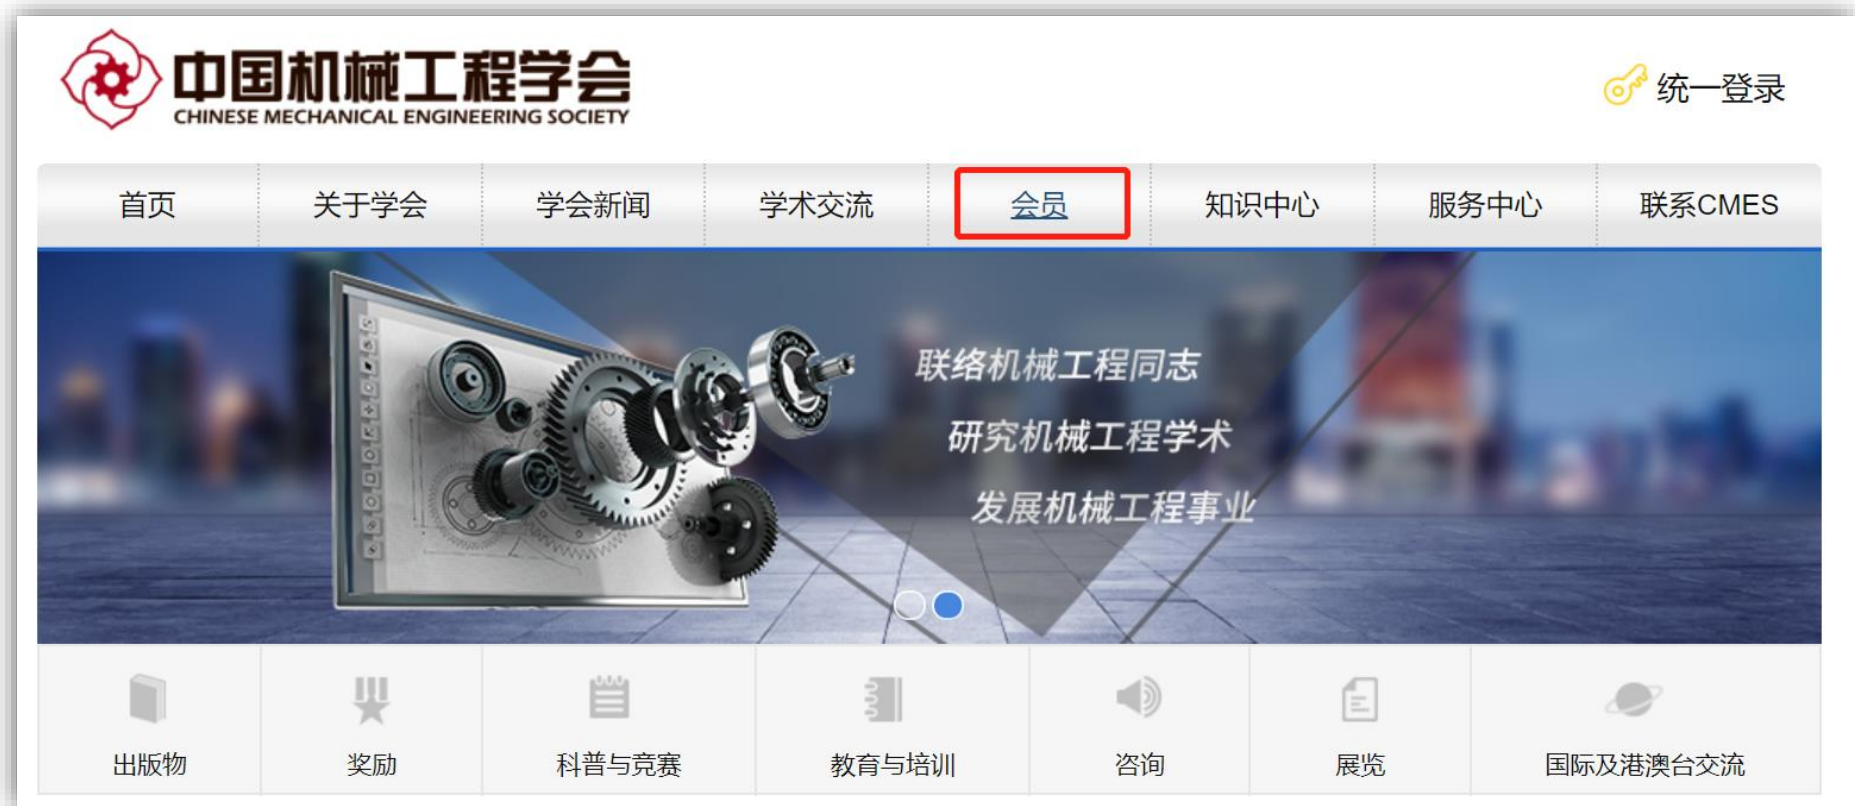 中国机械工程学会
CHINESE MECHANICAL ENGINEERING SOCIETY
统一登录
首页 关于学会 学会新闻 学术交流 会员 知识中心 服务中心 联系CMES
联络机械工程同志
研究机械工程学术
发展机械工程事业
出版物 奖励 科普与竞赛 教育与培训 咨询 展览 国际及港澳台交流